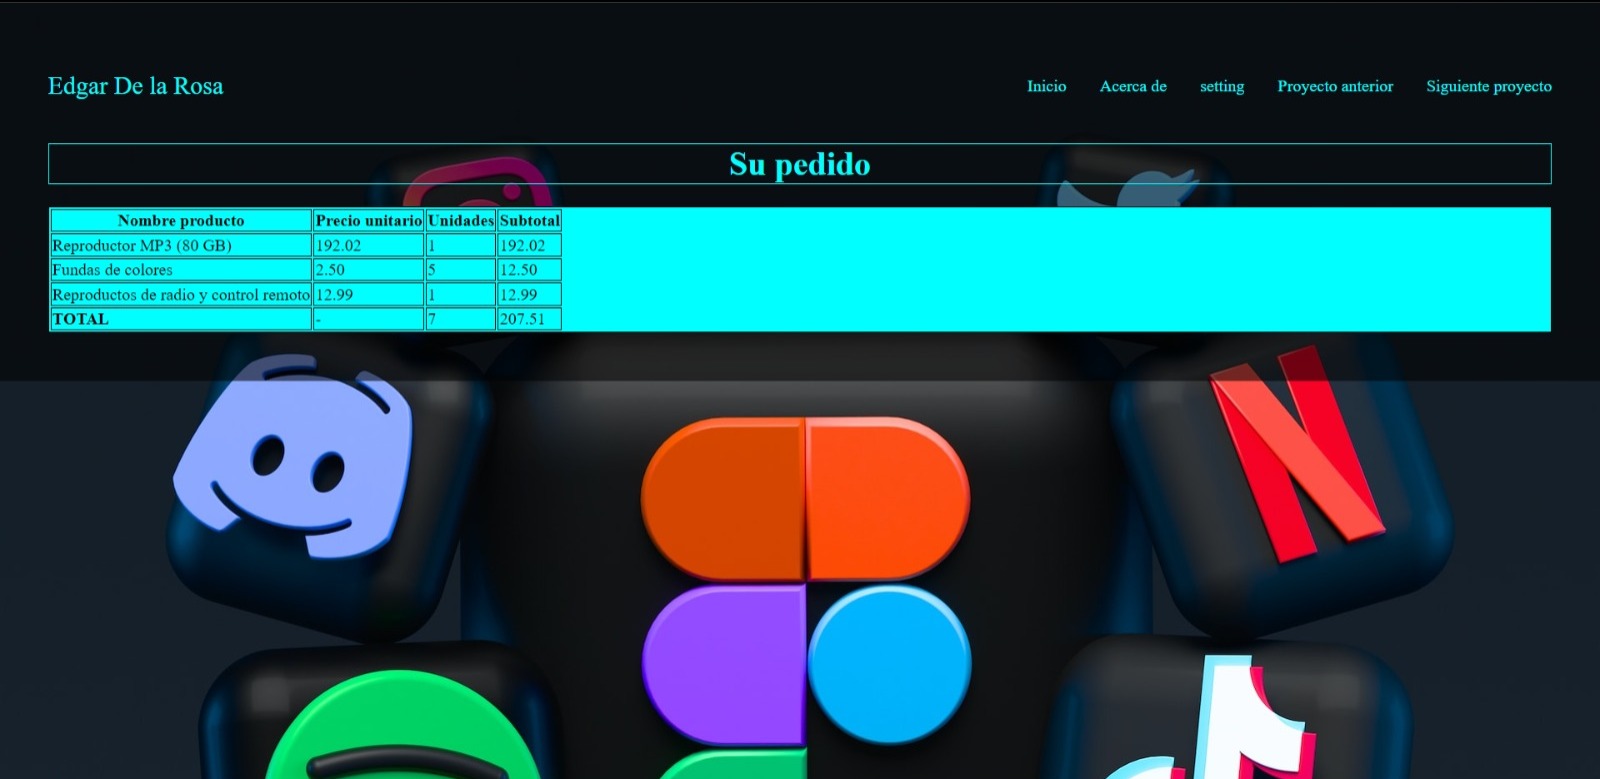 Edgar De la Rosa
Inicio Acerca de setting Proyecto anterior Siguiente proyecto
Su pedido
Nombre producto Precio unitario Unidades Subtotal
Reproductor MP3 (80 GB) 192.02 1 192.02
Fundas de colores 2.50 5 12.50
Reproductos de radio y control remoto 12.99 1 12.99
TOTAL - 7 207.51